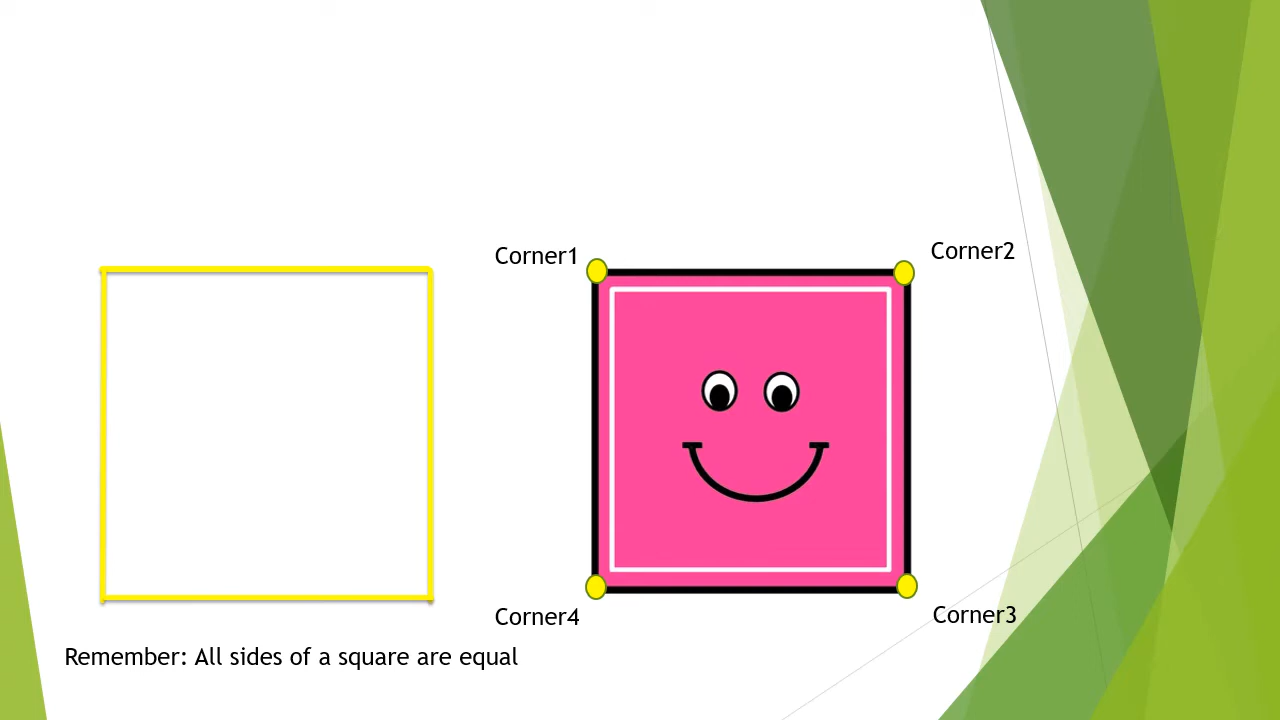 Corner1
Corner2
Corner4
Corner3
Remember: All sides of a square are equal